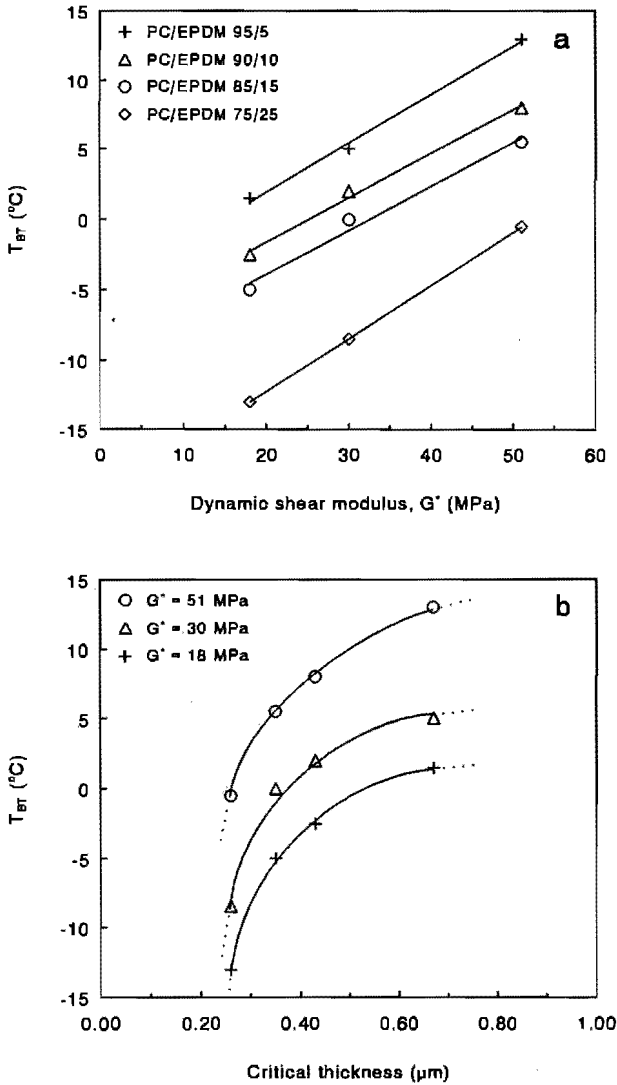 15
10
5
0
-5
-10
-15
T_BT (°C)
+ PC/EPDM 95/5
△ PC/EPDM 90/10
○ PC/EPDM 85/15
◇ PC/EPDM 75/25
a
0 10 20 30 40 50 60
Dynamic shear modulus, G* (MPa)
15
10
5
0
-5
-10
-15
T_BT (°C)
○ G* = 51 MPa
△ G* = 30 MPa
+ G* = 18 MPa
b
0.00 0.20 0.40 0.60 0.80 1.00
Critical thickness (µm)